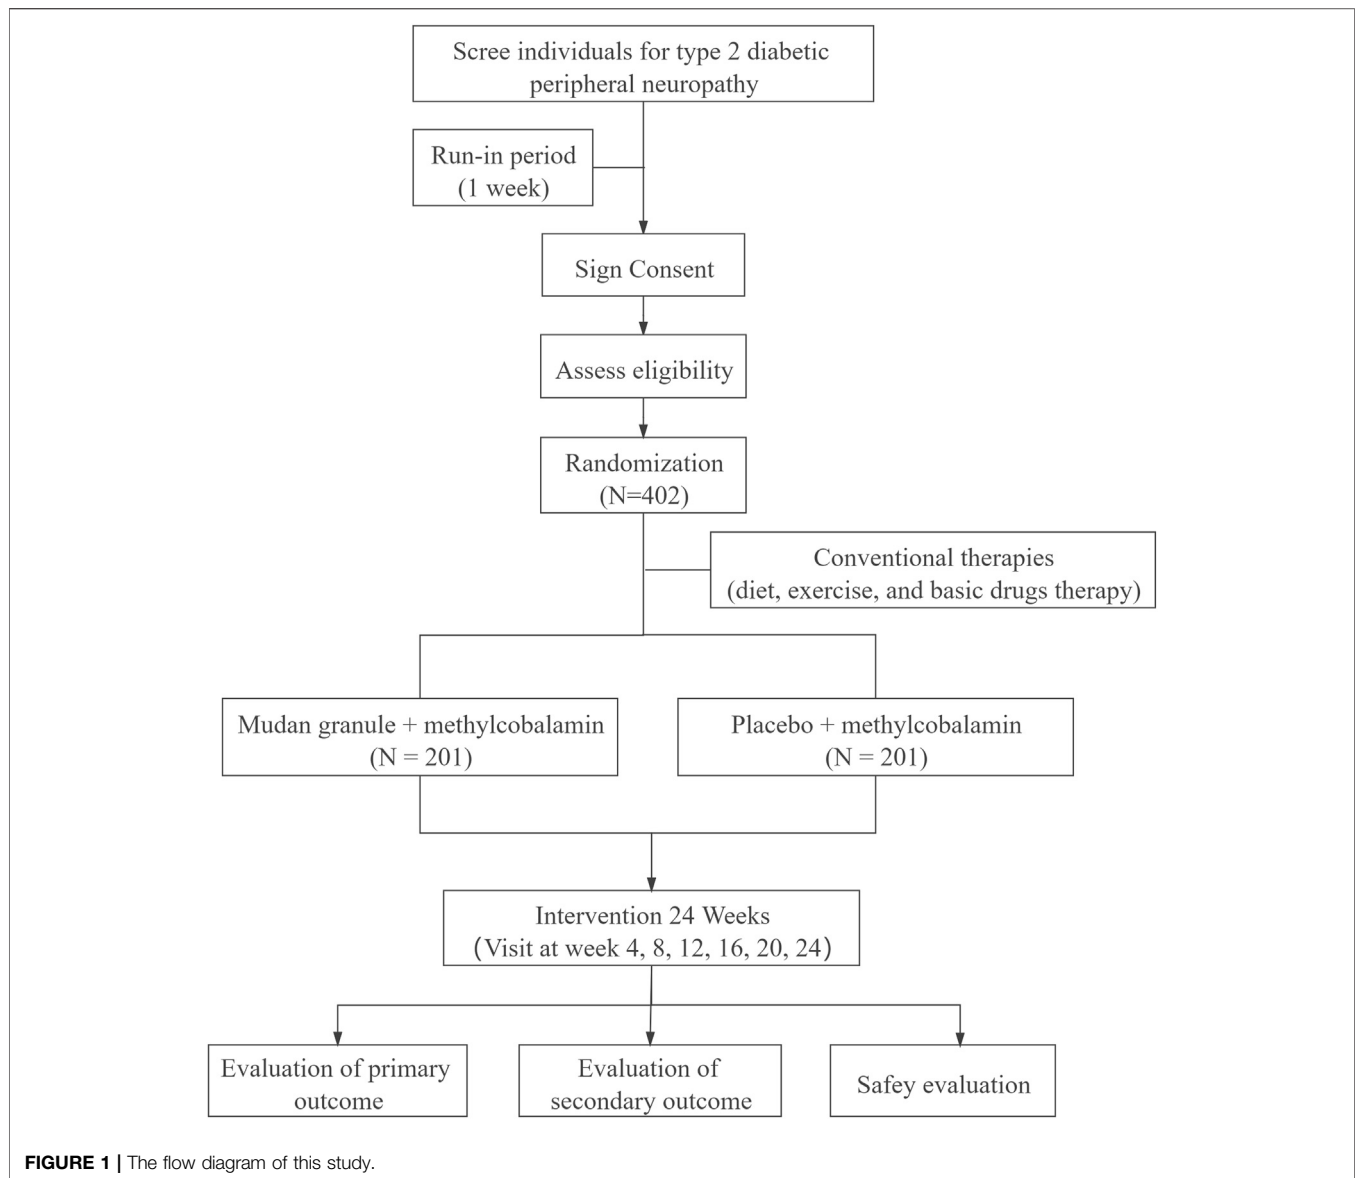 Scree individuals for type 2 diabetic
peripheral neuropathy
Run-in period
(1 week)
Sign Consent
Assess eligibility
Randomization
(N=402)
Conventional therapies
(diet, exercise, and basic drugs therapy)
Mudan granule + methylcobalamin
(N = 201)
Placebo + methylcobalamin
(N = 201)
Intervention 24 Weeks
(Visit at week 4, 8, 12, 16, 20, 24)
Evaluation of primary
outcome
Evaluation of
secondary outcome
Safey evaluation
FIGURE 1 | The flow diagram of this study.